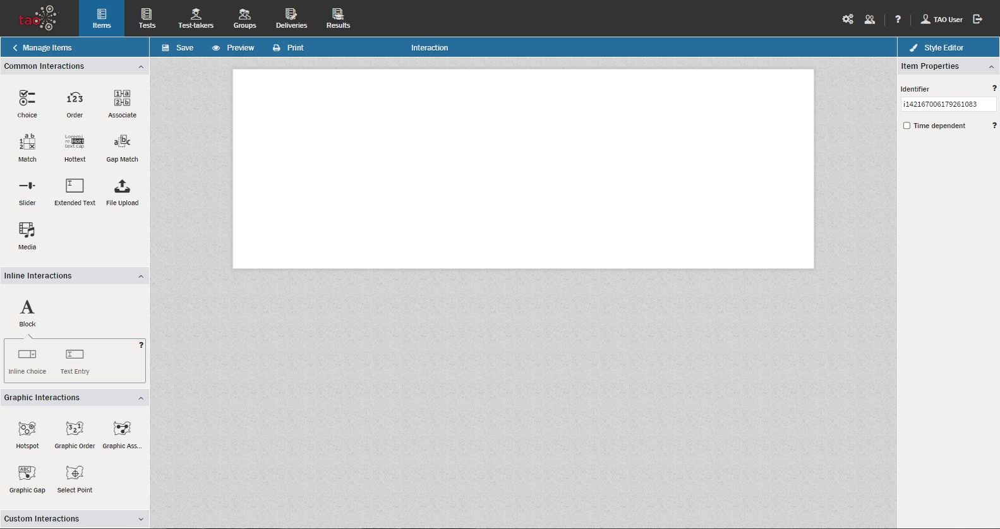 tao
Items
Tests
Test-takers
Groups
Deliveries
Results
?
TAO User
Manage Items
Save
Preview
Print
Interaction
Style Editor
Common Interactions
Choice
Order
Associate
Match
Hottext
Gap Match
Slider
Extended Text
File Upload
Media
Inline Interactions
A
Block
?
Inline Choice
Text Entry
Graphic Interactions
Hotspot
Graphic Order
Graphic Ass...
Graphic Gap
Select Point
Custom Interactions
Item Properties
Identifier ?
i142167006179261083
Time dependent ?